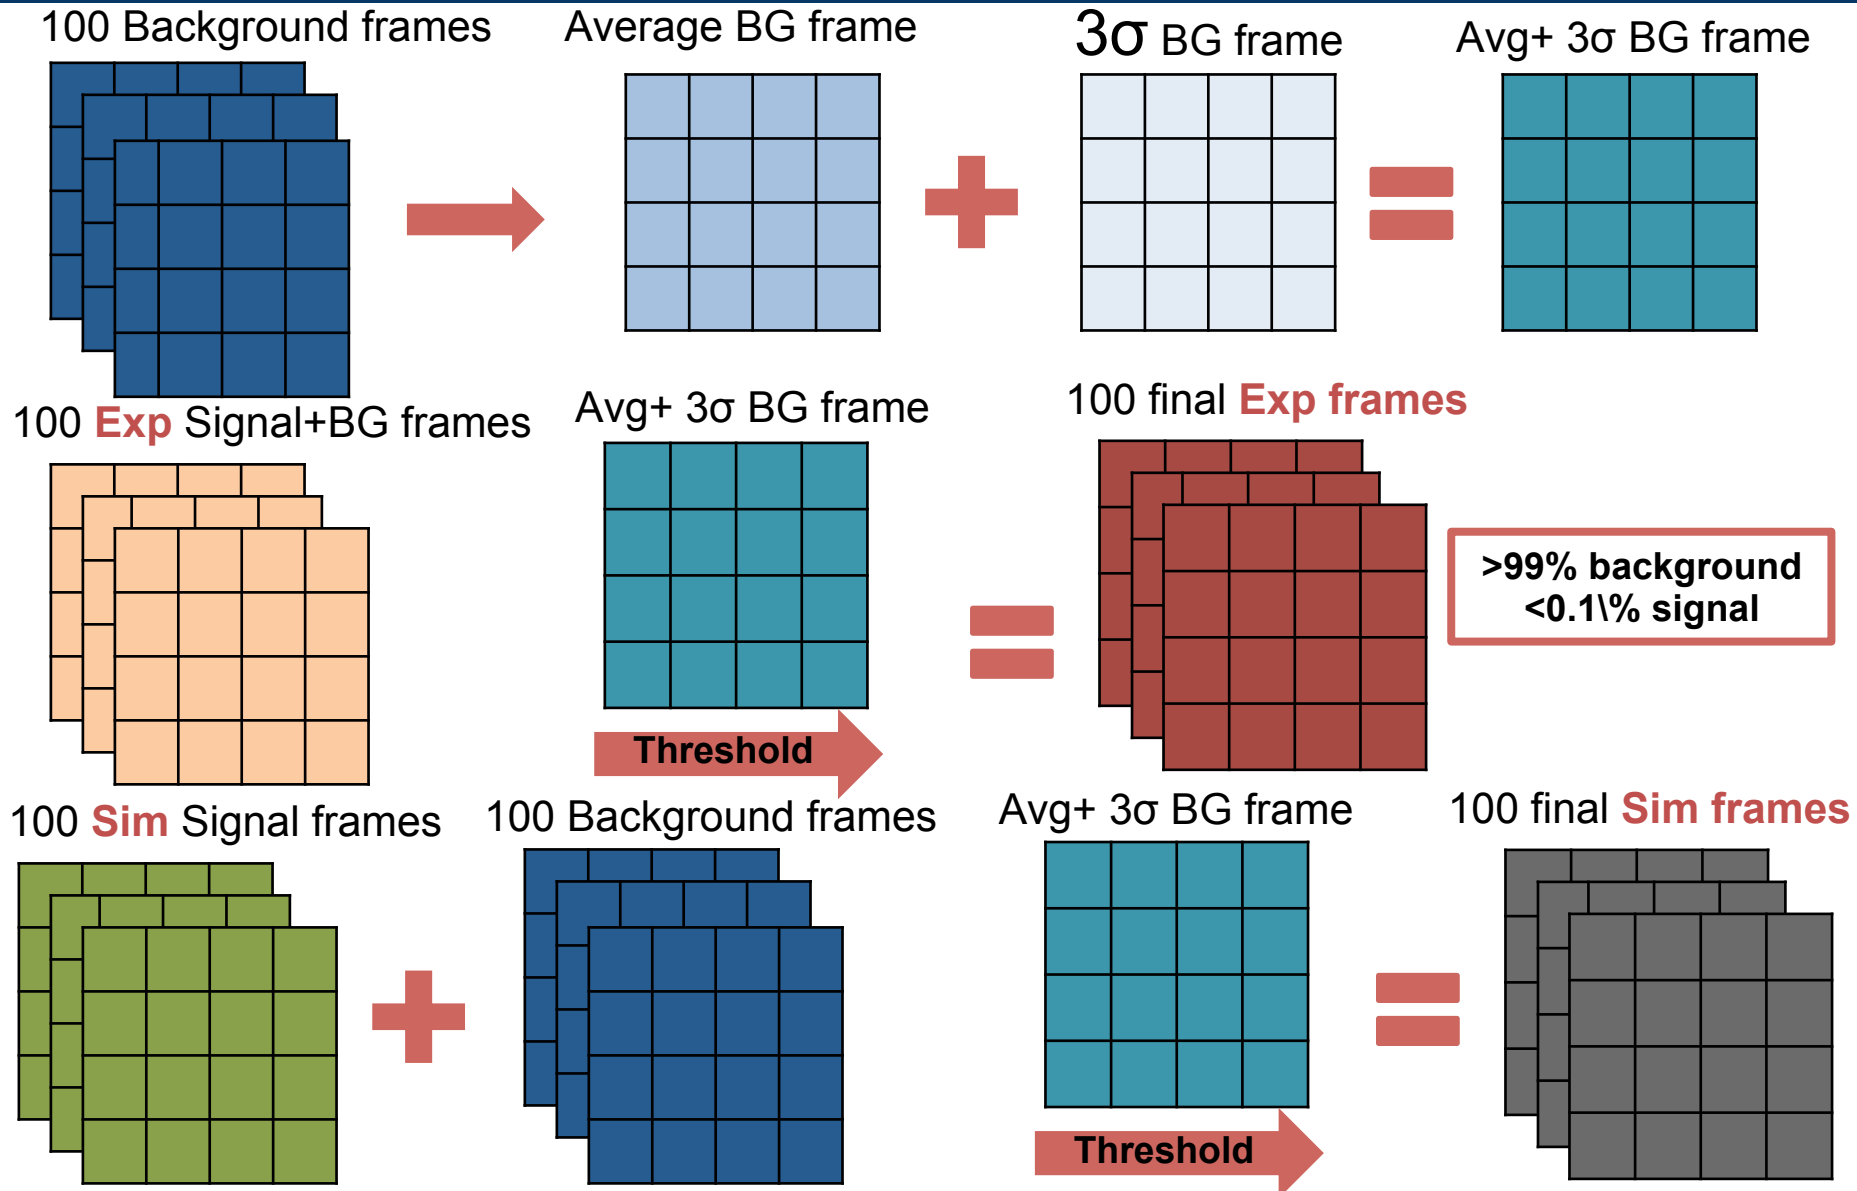 100 Background frames
Average BG frame
3σ BG frame
Avg+ 3σ BG frame
100 Exp Signal+BG frames
Avg+ 3σ BG frame
100 final Exp frames
>99% background
<0.1\% signal
Threshold
100 Sim Signal frames
100 Background frames
Avg+ 3σ BG frame
100 final Sim frames
Threshold